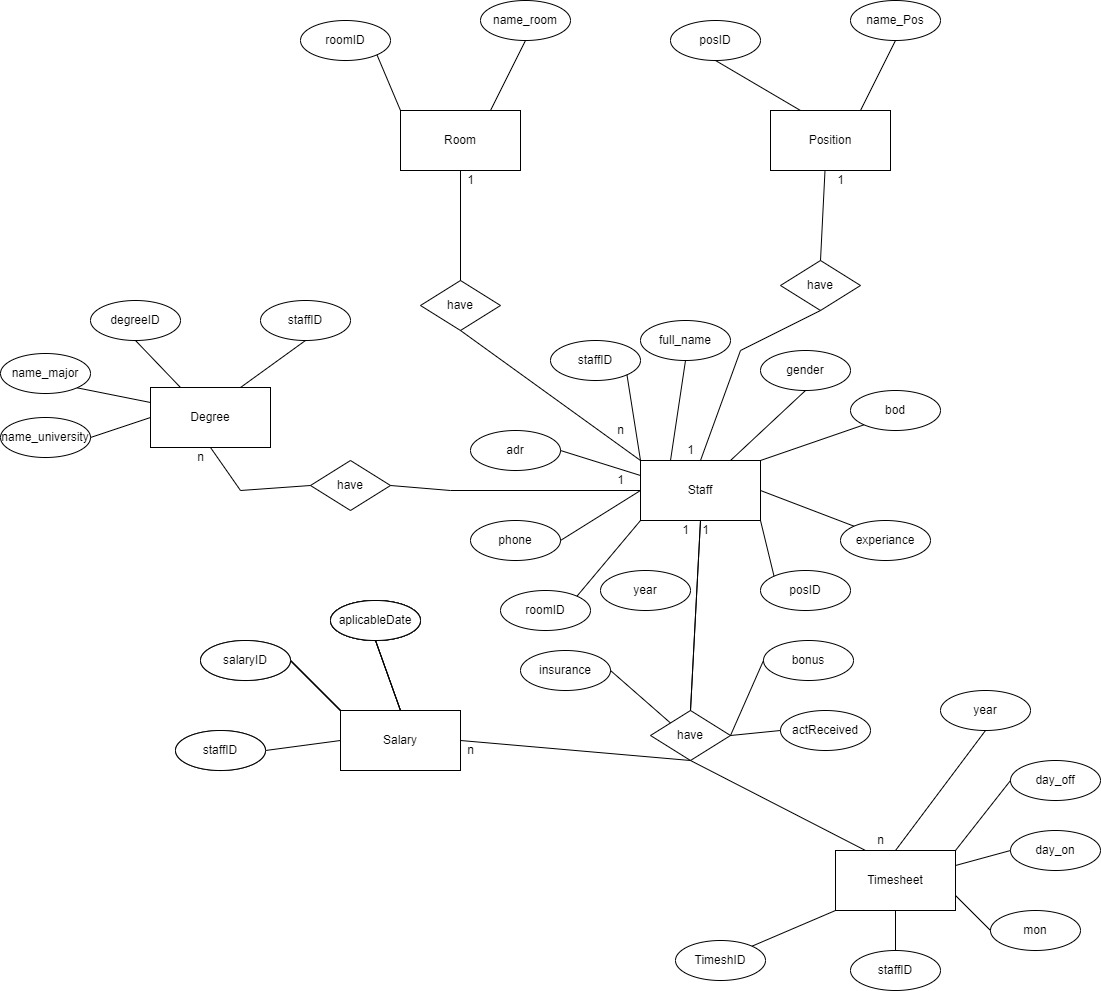 name_room
name_Pos
roomID
posID
Room
Position
1
1
have
have
degreeID
staffID
full_name
staffID
gender
name_major
bod
Degree
n
name_university
adr
n
1
1
have
Staff
1
1
phone
experiance
year
posID
roomID
aplicableDate
salaryID
insurance
bonus
year
actReceived
have
Salary
staffID
n
day_off
n
day_on
Timesheet
mon
TimeshID
staffID